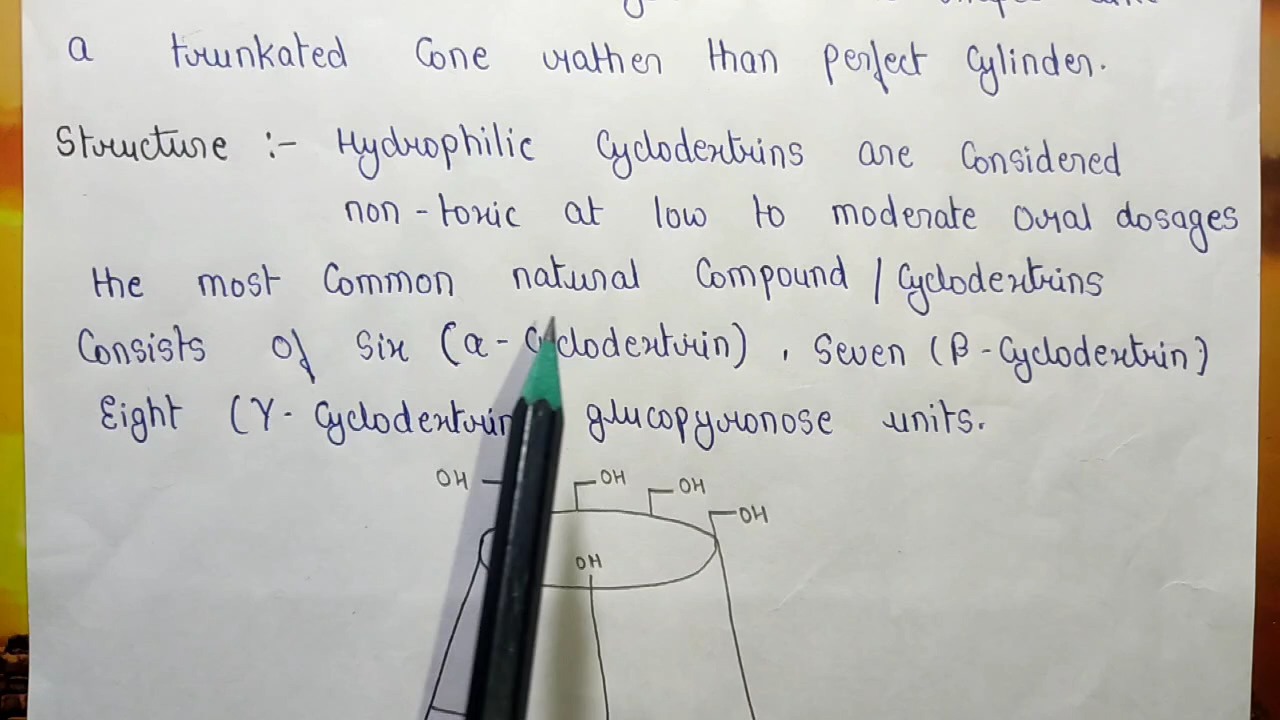 a trunkated Cone rather than perfect Cylinder.
Structure :- Hydrophilic Cyclodextrins are Considered
non-toxic at low to moderate oral dosages
the most Common natural Compound / Cyclodextrins
Consists of six (α-Cyclodextrin), seven (β-Cyclodextrin)
Eight (γ-Cyclodextrin glucopyronose units.
OH OH OH
OH
OH